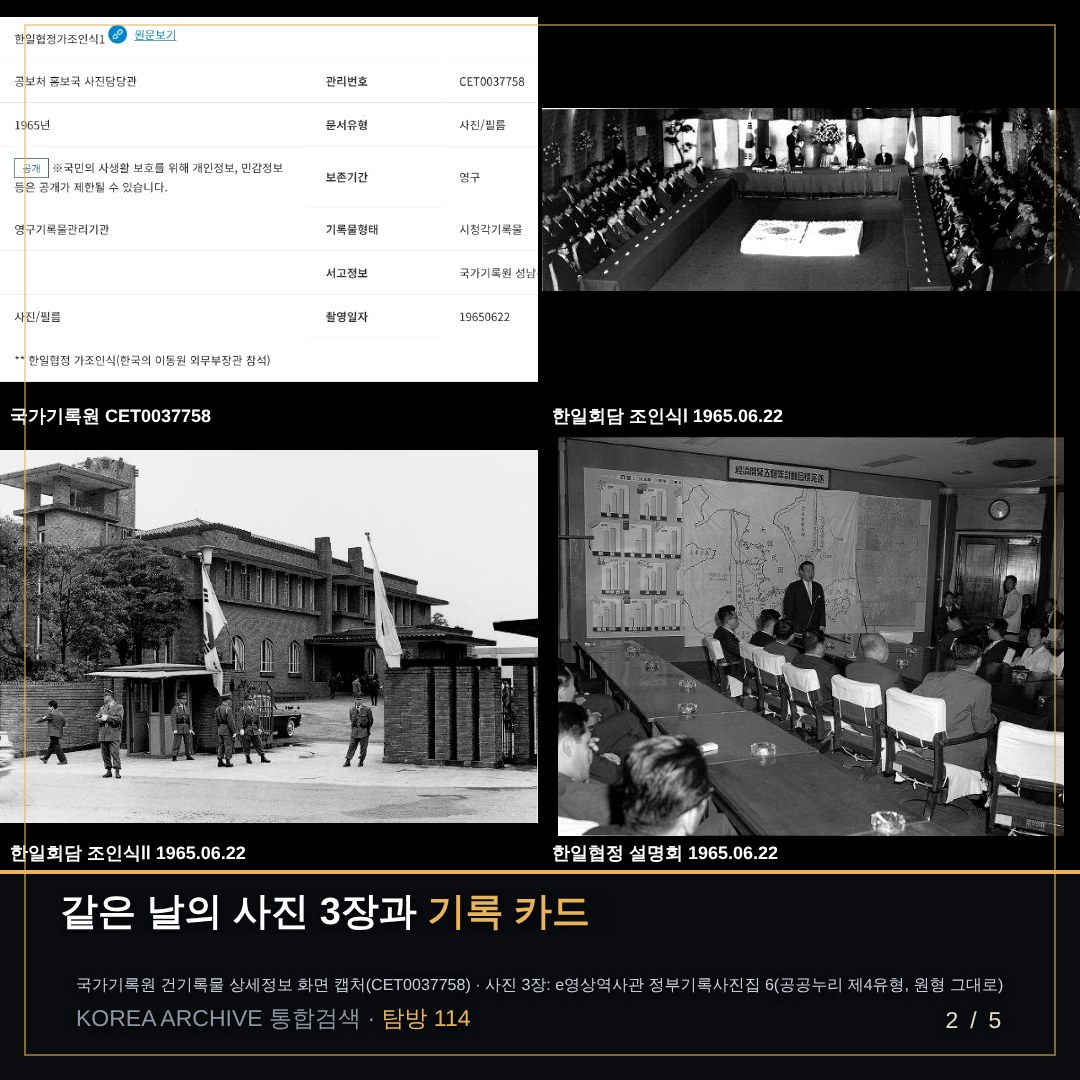 한일협정가조인식1 원문보기
공보처 홍보국 사진담당관 관리번호 CET0037758
1965년 문서유형 사진/필름
공개 ※국민의 사생활 보호를 위해 개인정보, 민감정보
등은 공개가 제한될 수 있습니다.
보존기간 영구
영구기록물관리기관 기록물형태 시청각기록물
서고정보 국가기록원 성남
사진/필름 촬영일자 19650622
** 한일협정 가조인식(한국의 이동원 외무부장관 참석)
국가기록원 CET0037758
한일회담 조인식Ⅰ 1965.06.22
한일회담 조인식Ⅱ 1965.06.22
한일협정 설명회 1965.06.22
같은 날의 사진 3장과 기록 카드
국가기록원 건기록물 상세정보 화면 캡처(CET0037758) · 사진 3장: e영상역사관 정부기록사진집 6(공공누리 제4유형, 원형 그대로)
KOREA ARCHIVE 통합검색 · 탐방 114
2 / 5